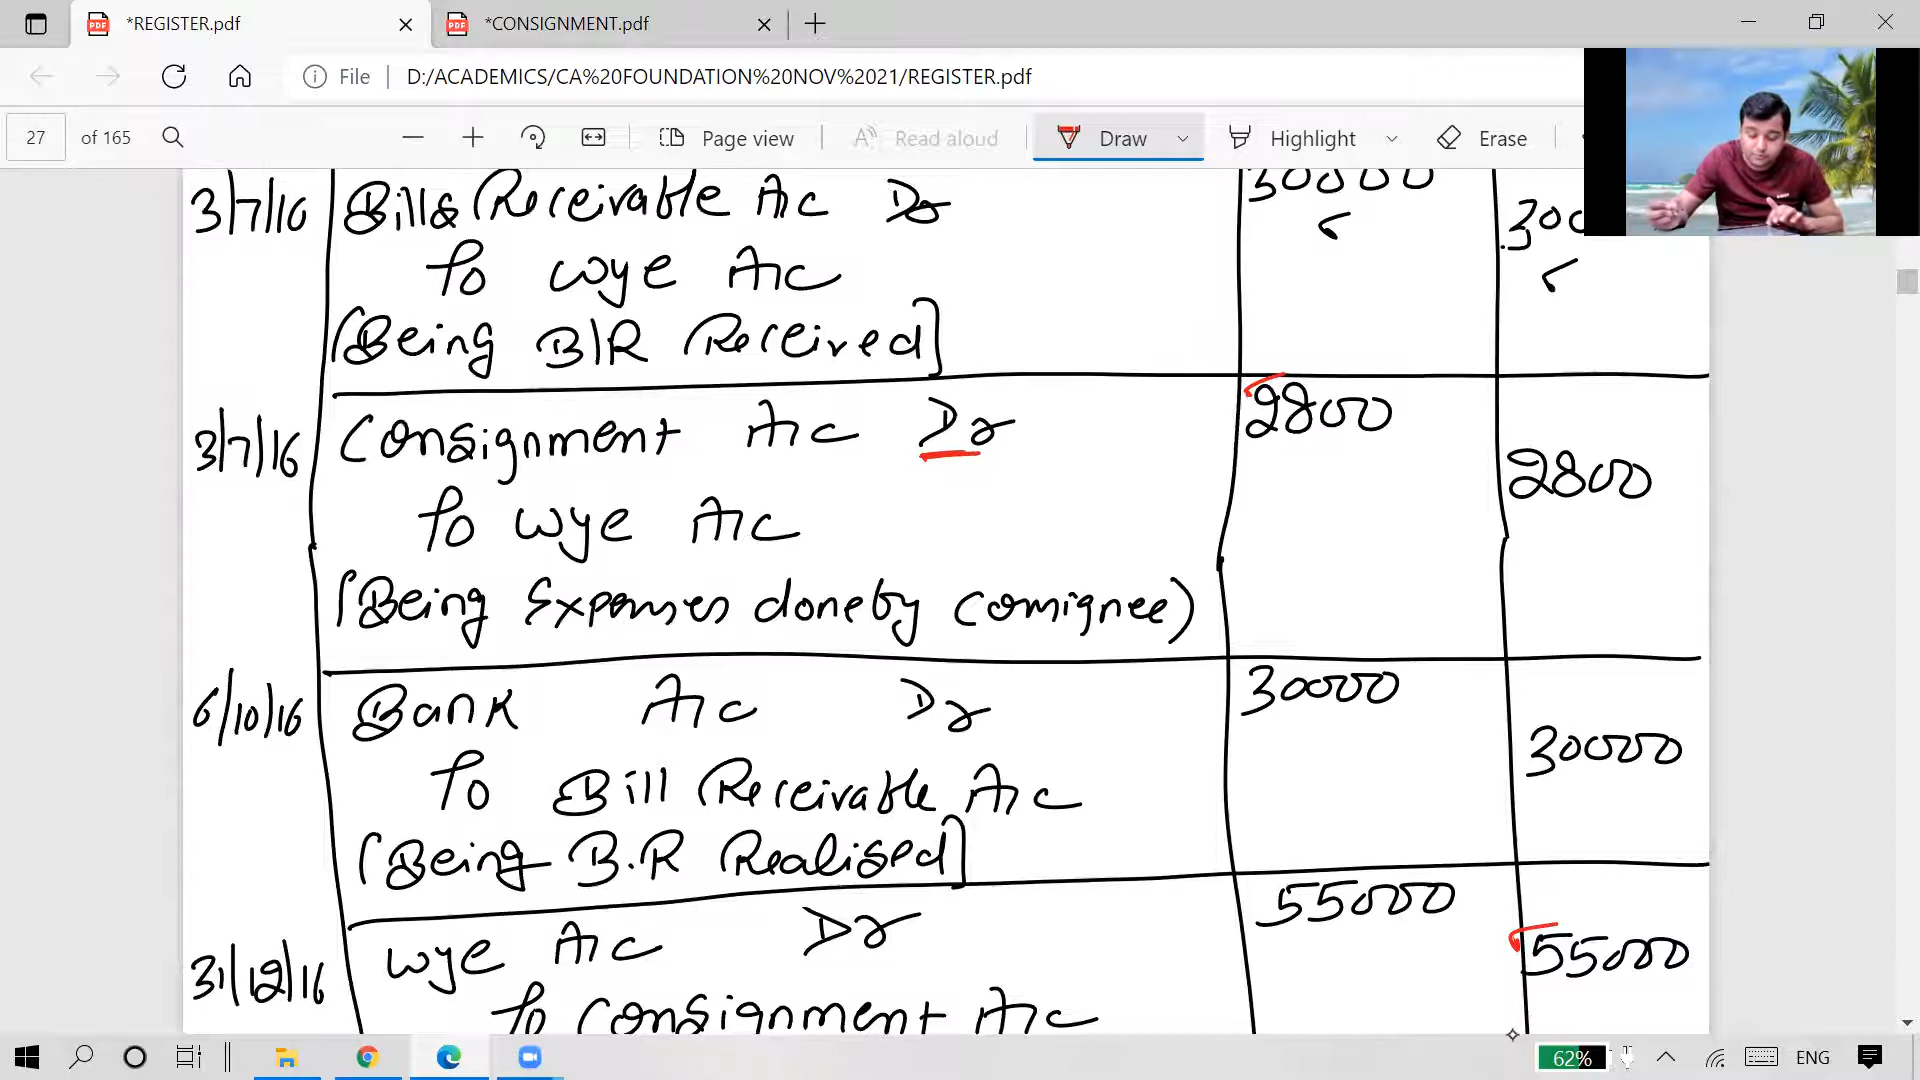 *REGISTER.pdf
*CONSIGNMENT.pdf
File
D:/ACADEMICS/CA%20FOUNDATION%20NOV%2021/REGISTER.pdf
27 of 165
Page view
Read aloud
Draw
Highlight
Erase
3/7/16 Bills Receivable A/c Dr 30000
To Wye A/c 300
[Being B/R Received]
3/7/16 Consignment A/c Dr 2800
To Wye A/c 2800
(Being Expenses done by Consignee)
6/10/16 Bank A/c Dr 30000
To Bill Receivable A/c 30000
[Being B.R Realised]
31/12/16 Wye A/c Dr 55000
To Consignment A/c 55000
62%
ENG